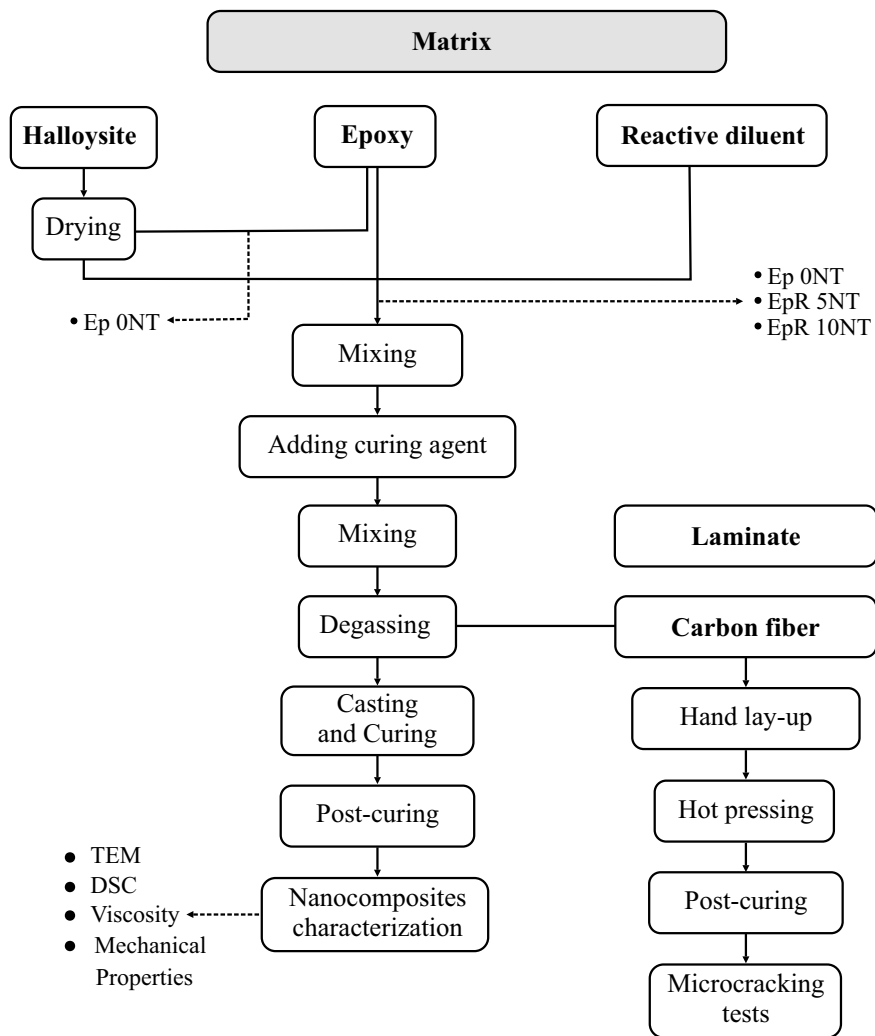 Matrix
Halloysite
Epoxy
Reactive diluent
Drying
• Ep 0NT
• Ep 0NT
• EpR 5NT
• EpR 10NT
Mixing
Adding curing agent
Mixing
Laminate
Degassing
Carbon fiber
Casting
and Curing
Hand lay-up
Post-curing
Hot pressing
● TEM
● DSC
● Viscosity
● Mechanical
Properties
Nanocomposites
characterization
Post-curing
Microcracking
tests